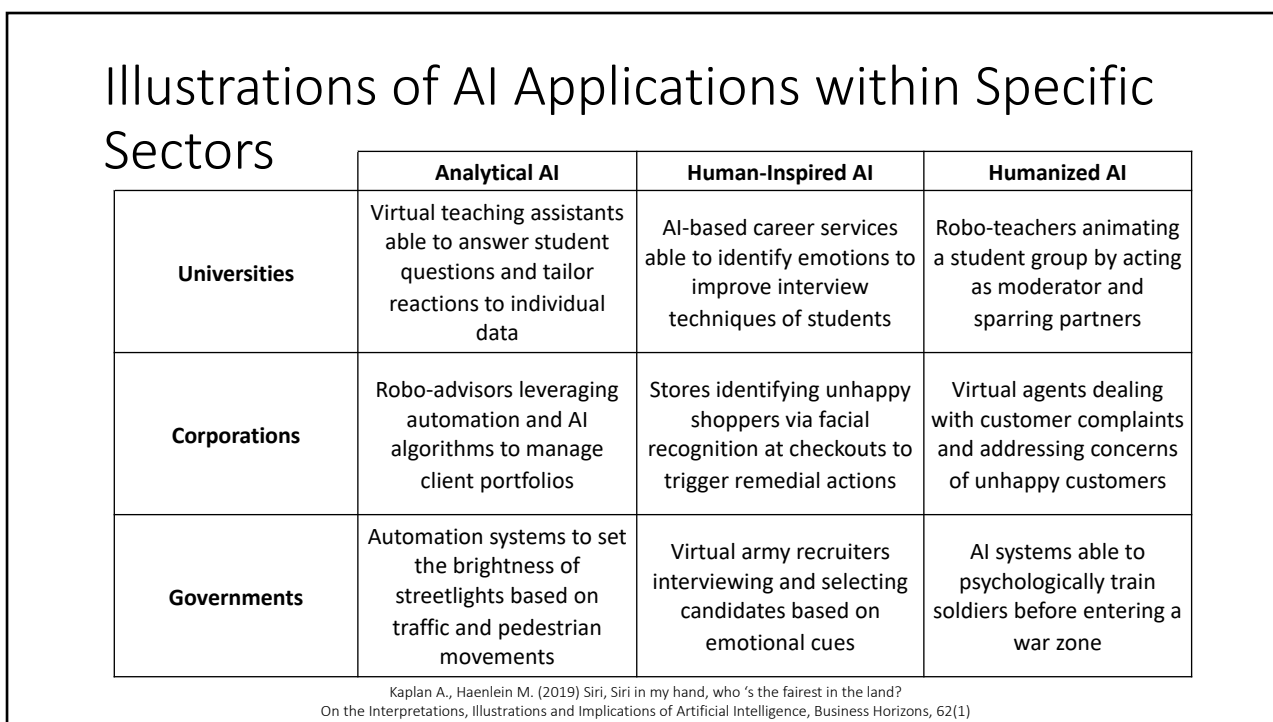 Illustrations of AI Applications within Specific
Sectors
Analytical AI
Human-Inspired AI
Humanized AI
Universities
Virtual teaching assistants
able to answer student
questions and tailor
reactions to individual
data
AI-based career services
able to identify emotions to
improve interview
techniques of students
Robo-teachers animating
a student group by acting
as moderator and
sparring partners
Corporations
Robo-advisors leveraging
automation and AI
algorithms to manage
client portfolios
Stores identifying unhappy
shoppers via facial
recognition at checkouts to
trigger remedial actions
Virtual agents dealing
with customer complaints
and addressing concerns
of unhappy customers
Governments
Automation systems to set
the brightness of
streetlights based on
traffic and pedestrian
movements
Virtual army recruiters
interviewing and selecting
candidates based on
emotional cues
AI systems able to
psychologically train
soldiers before entering a
war zone
Kaplan A., Haenlein M. (2019) Siri, Siri in my hand, who ‘s the fairest in the land?
On the Interpretations, Illustrations and Implications of Artificial Intelligence, Business Horizons, 62(1)